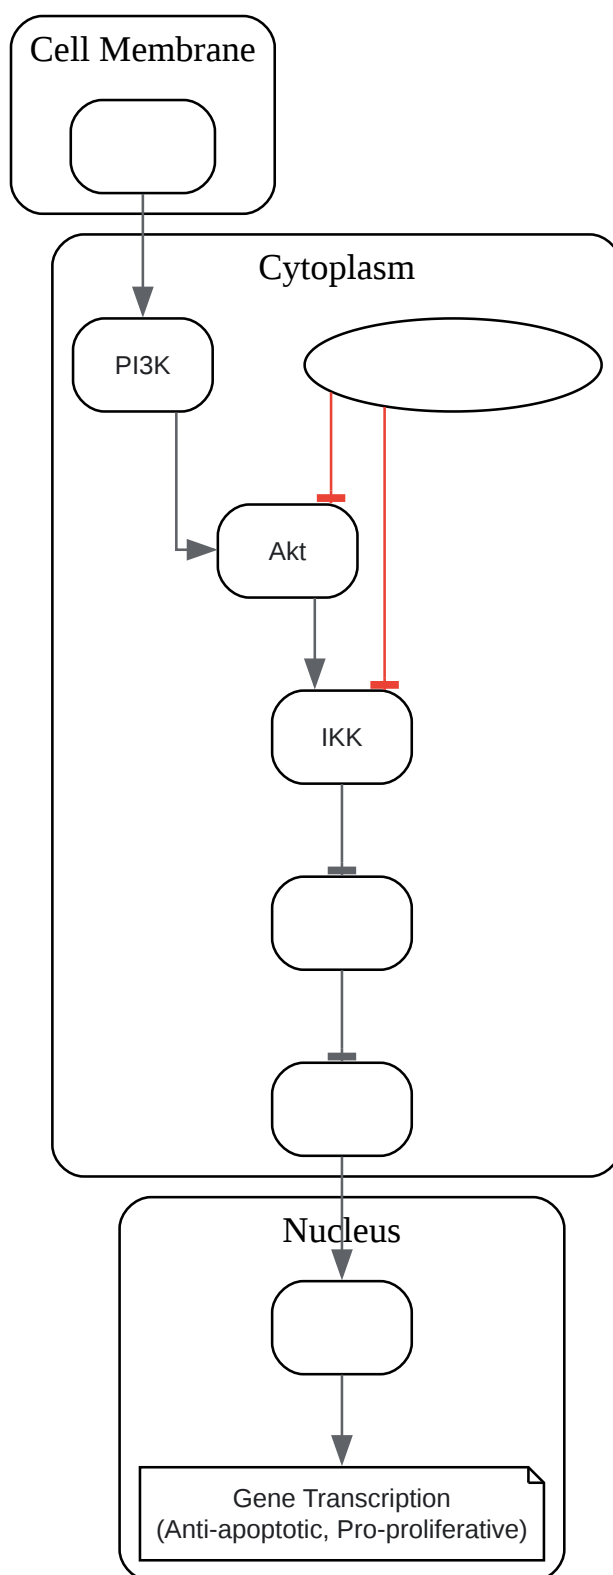 Cell Membrane
Cytoplasm
PI3K
Akt
IKK
Nucleus
Gene Transcription
(Anti-apoptotic, Pro-proliferative)